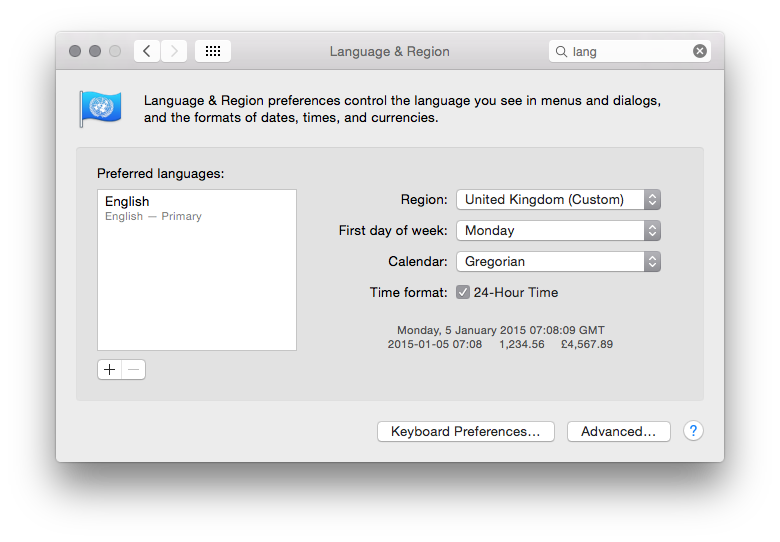 Language & Region
lang
Language & Region preferences control the language you see in menus and dialogs,
and the formats of dates, times, and currencies.
Preferred languages:
English
English — Primary
Region: United Kingdom (Custom)
First day of week: Monday
Calendar: Gregorian
Time format: 24-Hour Time
Monday, 5 January 2015 07:08:09 GMT
2015-01-05 07:08 1,234.56 £4,567.89
+ −
Keyboard Preferences… Advanced… ?